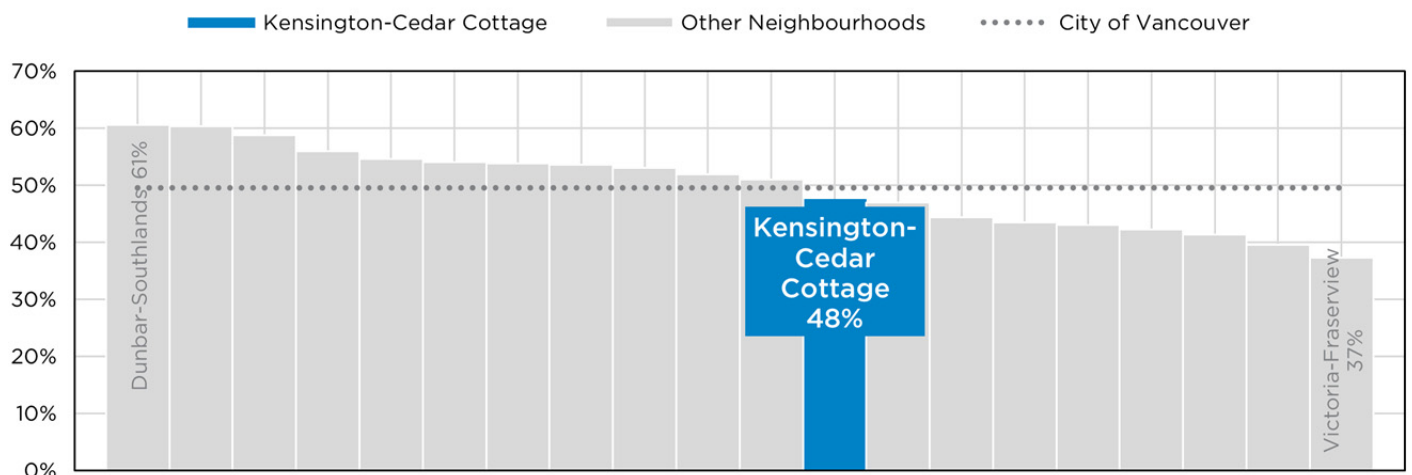 Kensington-Cedar Cottage
Other Neighbourhoods
City of Vancouver
70%
60%
50%
40%
30%
20%
10%
0%
Dunbar-Southlands 61%
Kensington-
Cedar
Cottage
48%
Victoria-Fraserview
37%